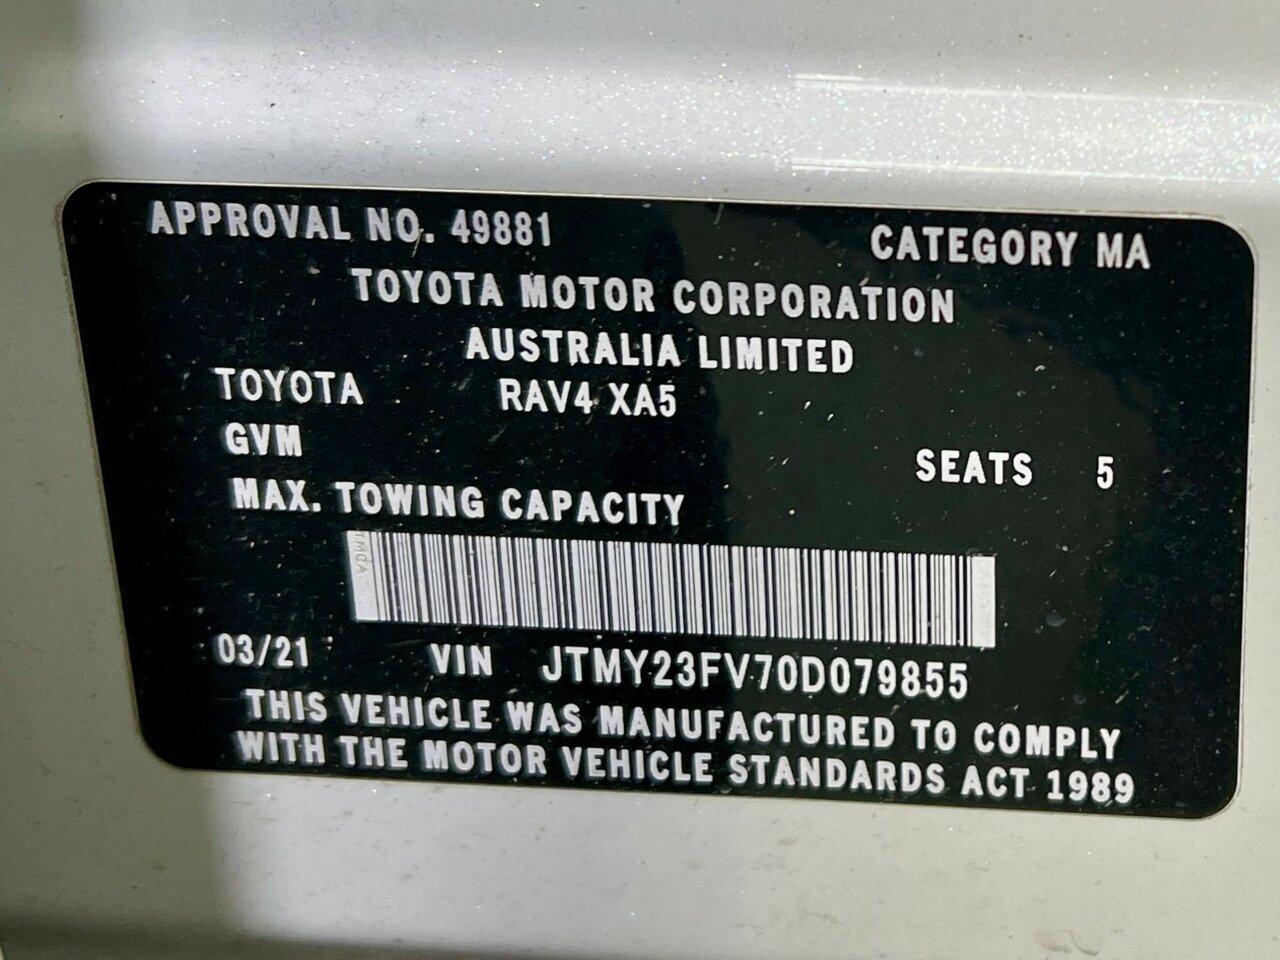 APPROVAL NO. 49881 CATEGORY MA
TOYOTA MOTOR CORPORATION
AUSTRALIA LIMITED
TOYOTA RAV4 XA5
GVM SEATS 5
MAX. TOWING CAPACITY
TMCA
03/21 VIN JTMY23FV70D079855
THIS VEHICLE WAS MANUFACTURED TO COMPLY
WITH THE MOTOR VEHICLE STANDARDS ACT 1989